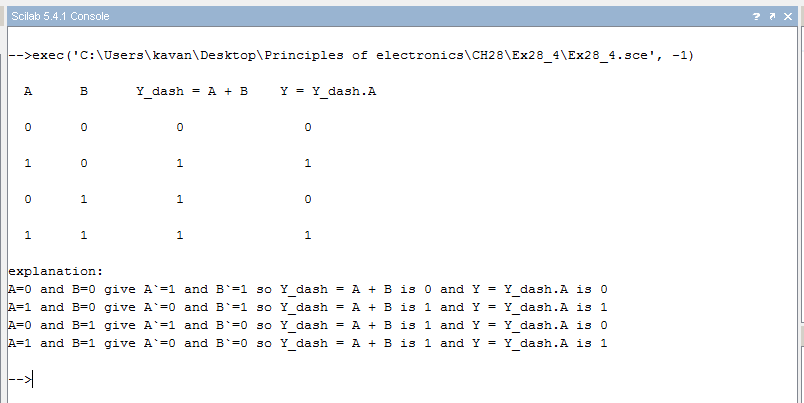 Scilab 5.4.1 Console
-->exec('C:\Users\kavan\Desktop\Principles of electronics\CH28\Ex28_4\Ex28_4.sce', -1)
A B Y_dash = A + B Y = Y_dash.A
0 0 0 0
1 0 1 1
0 1 1 0
1 1 1 1
explanation:
A=0 and B=0 give A`=1 and B`=1 so Y_dash = A + B is 0 and Y = Y_dash.A is 0
A=1 and B=0 give A`=0 and B`=1 so Y_dash = A + B is 1 and Y = Y_dash.A is 1
A=0 and B=1 give A`=1 and B`=0 so Y_dash = A + B is 1 and Y = Y_dash.A is 0
A=1 and B=1 give A`=0 and B`=0 so Y_dash = A + B is 1 and Y = Y_dash.A is 1
-->